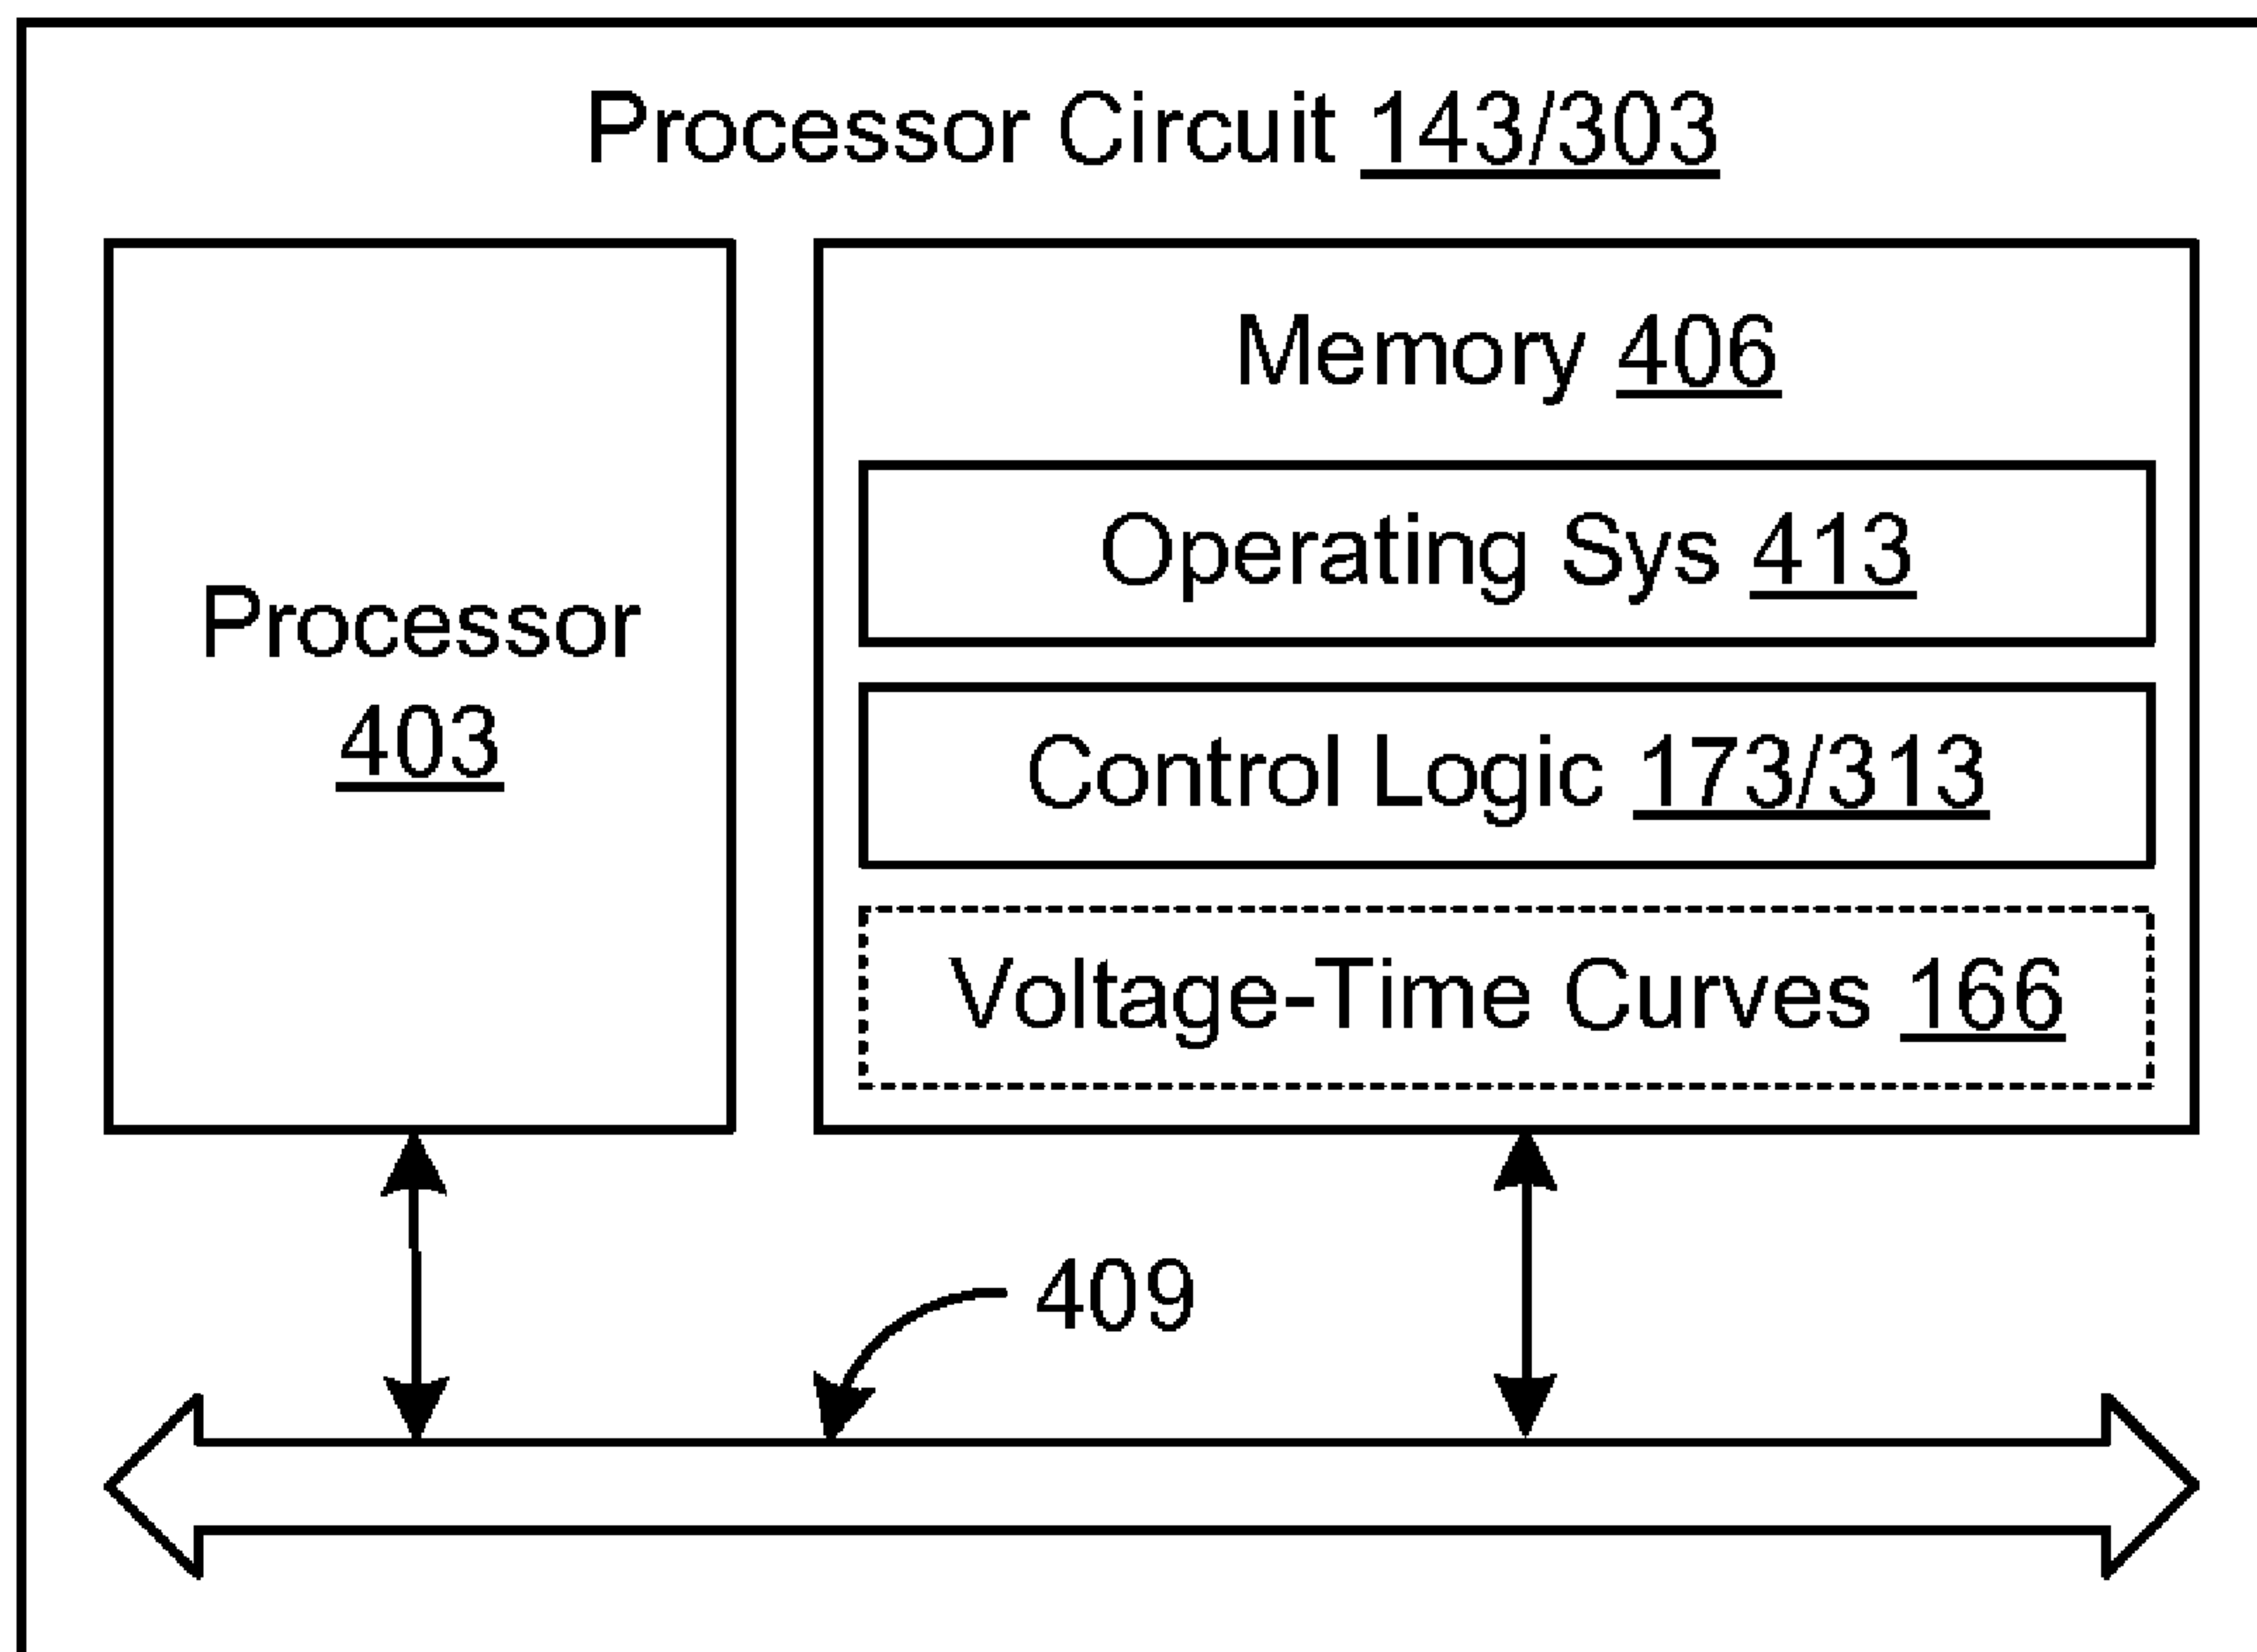 Processor Circuit 143/303
Processor
403
Memory 406
Operating Sys 413
Control Logic 173/313
Voltage-Time Curves 166
409